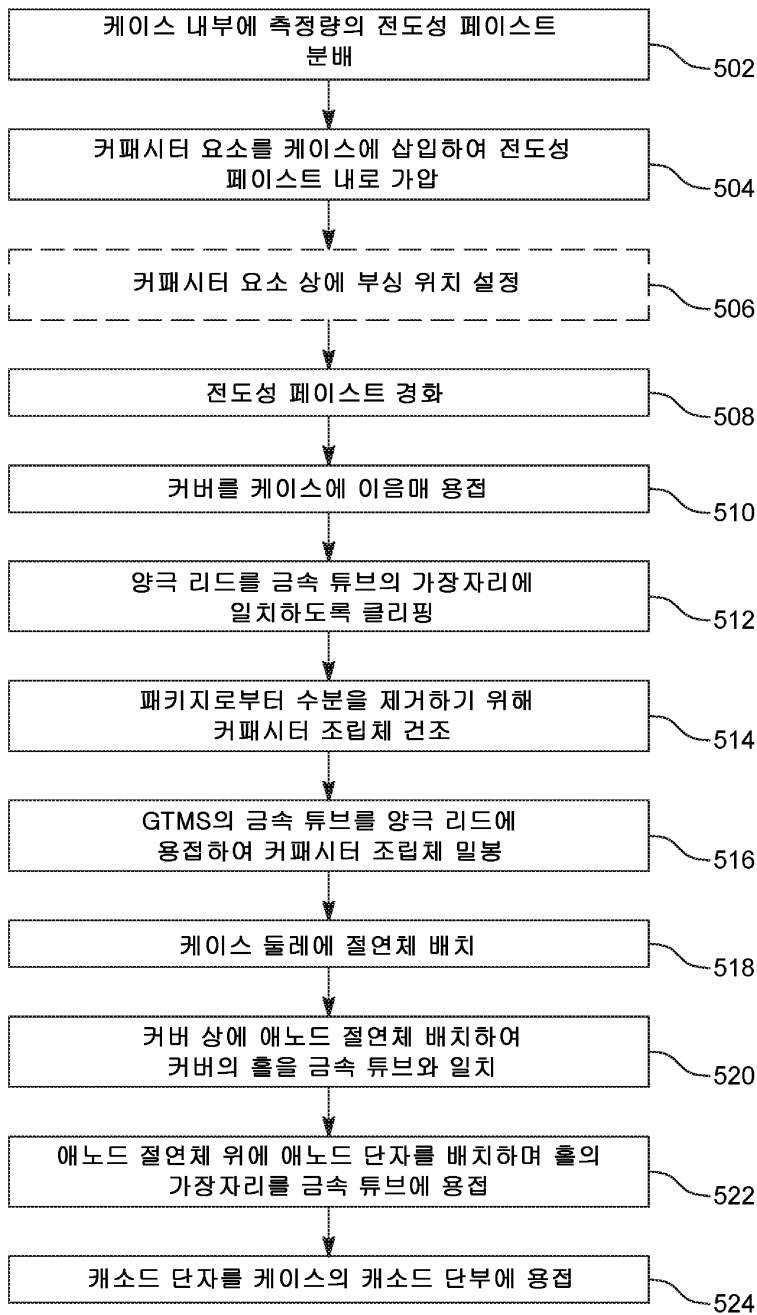 케이스 내부에 측정량의 전도성 페이스트
분배
502
커패시터 요소를 케이스에 삽입하여 전도성
페이스트 내로 가압
504
커패시터 요소 상에 부싱 위치 설정
506
전도성 페이스트 경화
508
커버를 케이스에 이음매 용접
510
양극 리드를 금속 튜브의 가장자리에
일치하도록 클리핑
512
패키지로부터 수분을 제거하기 위해
커패시터 조립체 건조
514
GTMS의 금속 튜브를 양극 리드에
용접하여 커패시터 조립체 밀봉
516
케이스 둘레에 절연체 배치
518
커버 상에 애노드 절연체 배치하여
커버의 홀을 금속 튜브와 일치
520
애노드 절연체 위에 애노드 단자를 배치하며 홀의
가장자리를 금속 튜브에 용접
522
캐소드 단자를 케이스의 캐소드 단부에 용접
524